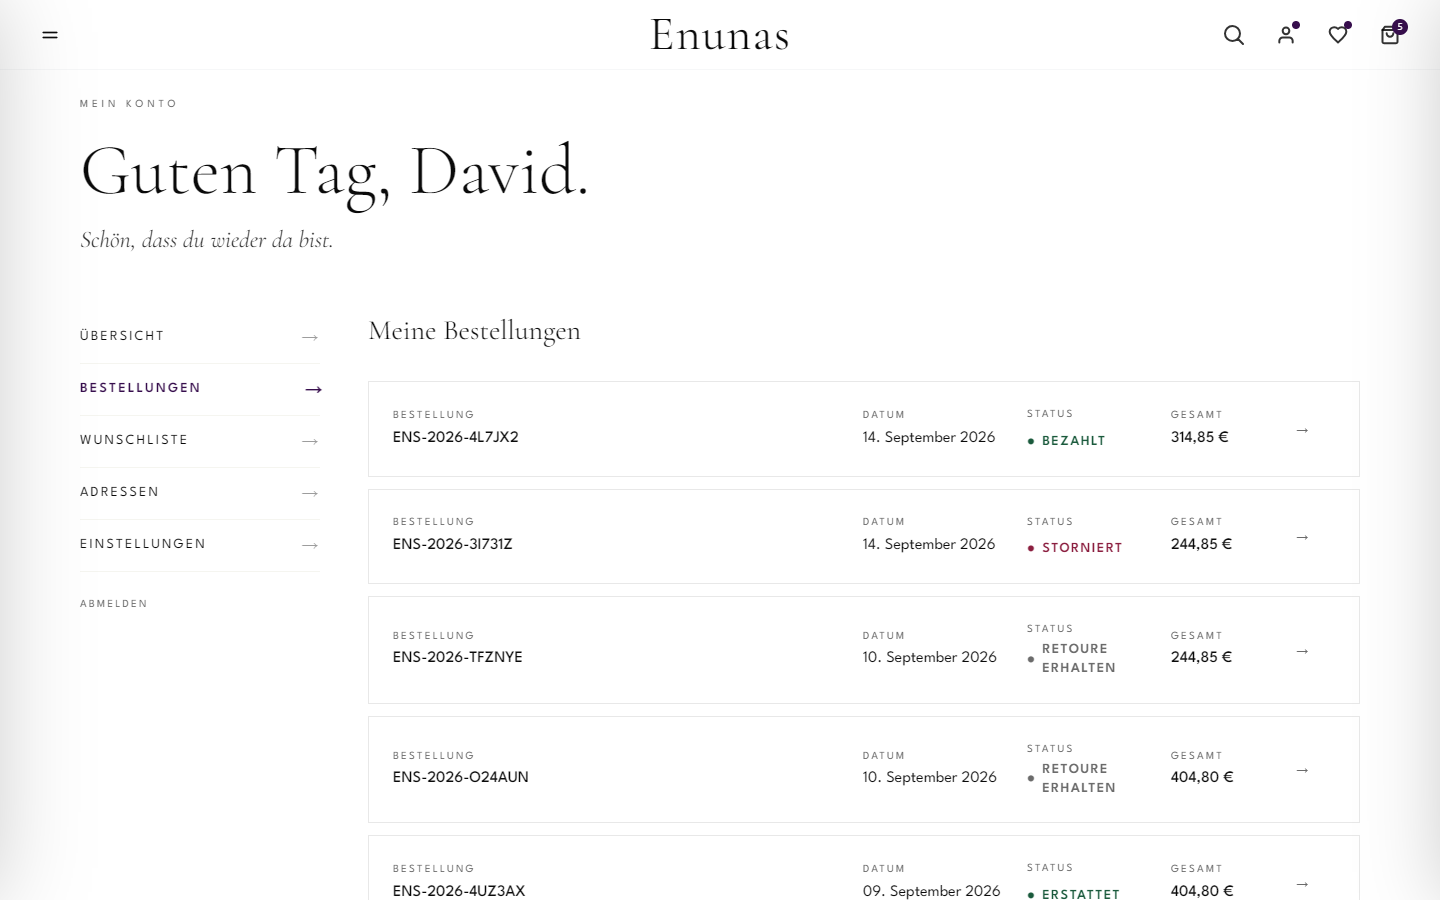 Enunas
5
MEIN KONTO
Guten Tag, David.
Schön, dass du wieder da bist.
ÜBERSICHT →
BESTELLUNGEN →
WUNSCHLISTE →
ADRESSEN →
EINSTELLUNGEN →
ABMELDEN
Meine Bestellungen
BESTELLUNG DATUM STATUS GESAMT
ENS-2026-4L7JX2 14. September 2026 • BEZAHLT 314,85 € →
BESTELLUNG DATUM STATUS GESAMT
ENS-2026-3I731Z 14. September 2026 • STORNIERT 244,85 € →
BESTELLUNG DATUM STATUS GESAMT
ENS-2026-TFZNYE 10. September 2026 • RETOURE ERHALTEN 244,85 € →
BESTELLUNG DATUM STATUS GESAMT
ENS-2026-O24AUN 10. September 2026 • RETOURE ERHALTEN 404,80 € →
BESTELLUNG DATUM STATUS GESAMT
ENS-2026-4UZ3AX 09. September 2026 • ERSTATTET 404,80 € →